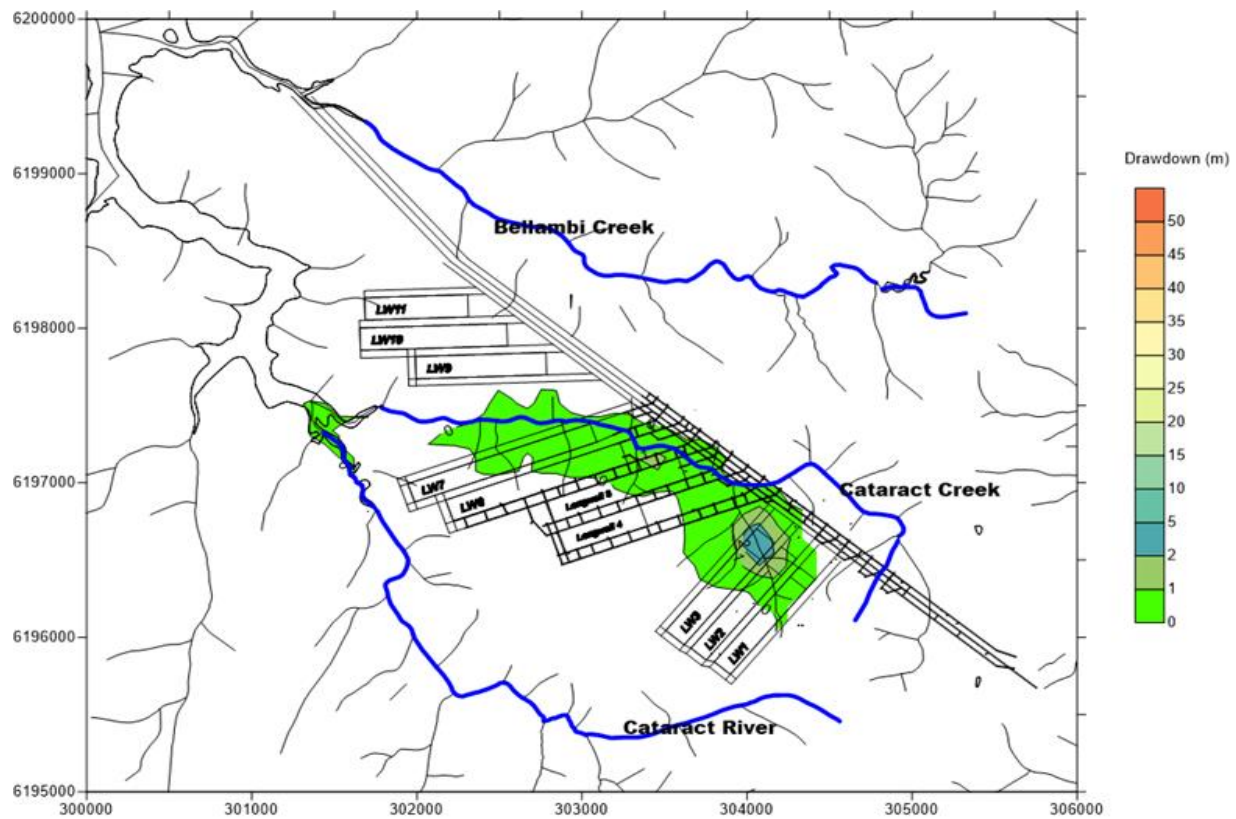 6200000
6199000
6198000
6197000
6196000
6195000
300000 301000 302000 303000 304000 305000 306000
Bellambi Creek
LW11
LW10
LW9
Cataract Creek
LW7
LW6
Longwall 5
Longwall 4
LW3
LW2
LW1
Cataract River
Drawdown (m)
50
45
40
35
30
25
20
15
10
5
2
1
0